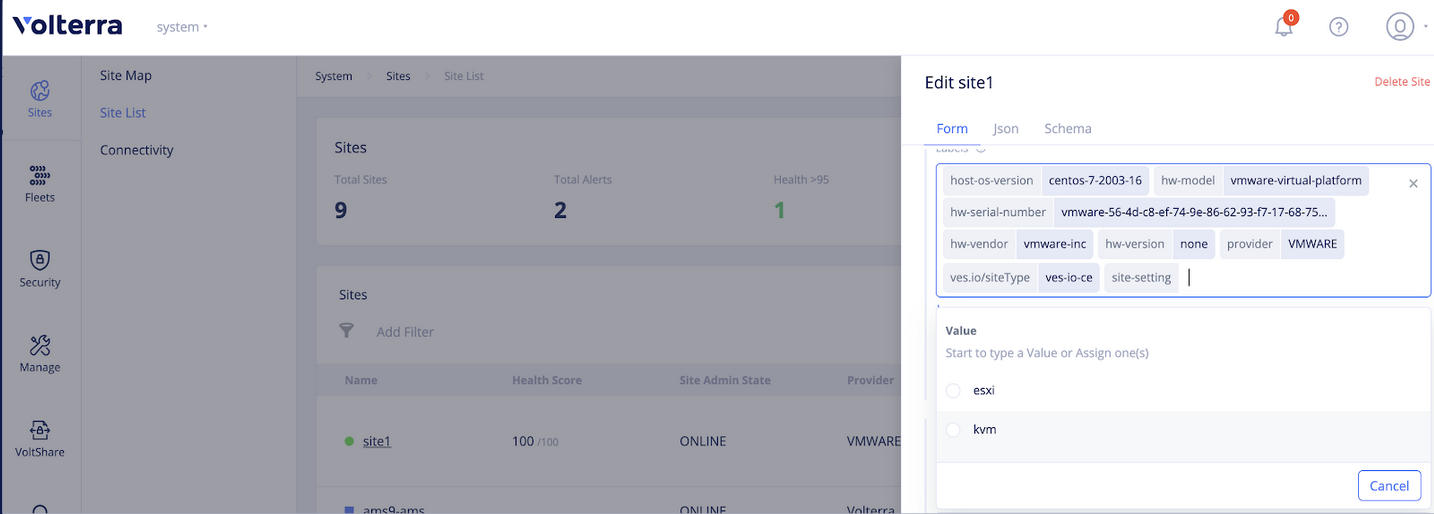 Volterra
system
0
Sites
Fleets
Security
Manage
VoltShare
Site Map
Site List
Connectivity
System Sites Site List
Sites
Total Sites Total Alerts Health >95
9 2 1
Sites
Add Filter
Name Health Score Site Admin State Provider
site1 100 /100 ONLINE VMWARE
ams9-ams ONLINE Volterra
Edit site1
Delete Site
Form Json Schema
Labels
host-os-version centos-7-2003-16 hw-model vmware-virtual-platform
hw-serial-number vmware-56-4d-c8-ef-74-9e-86-62-93-f7-17-68-75...
hw-vendor vmware-inc hw-version none provider VMWARE
ves.io/siteType ves-io-ce site-setting
Value
Start to type a Value or Assign one(s)
esxi
kvm
Cancel